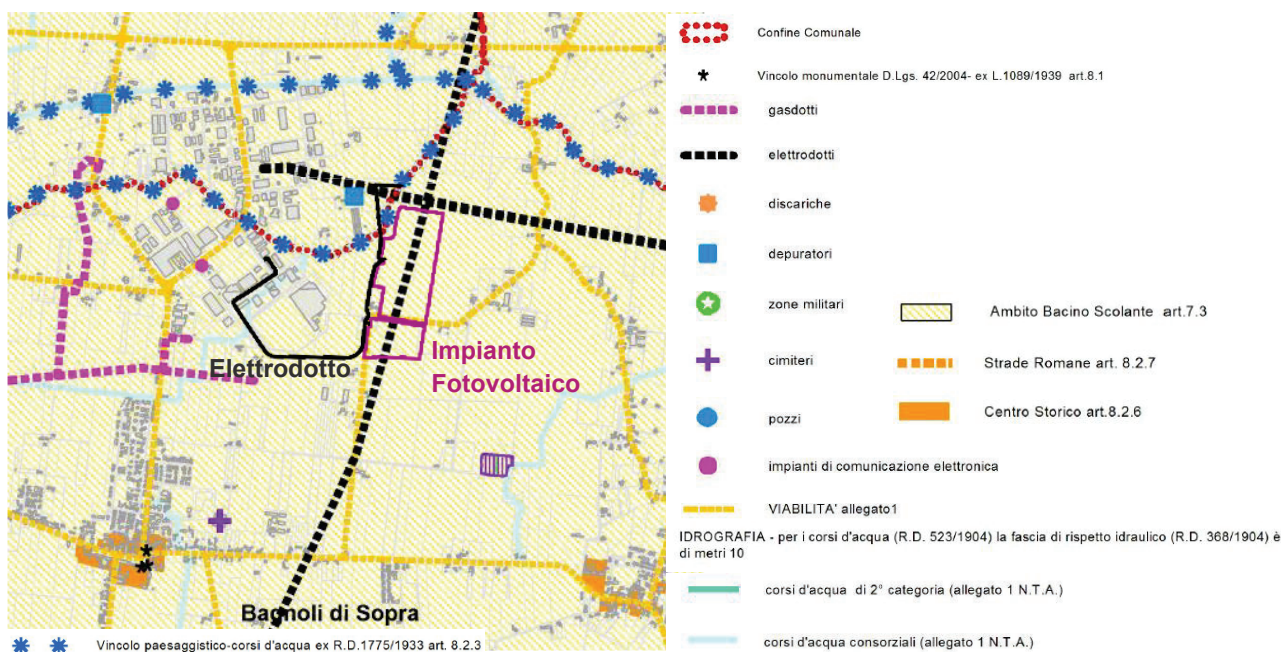 Elettrodotto
Impianto
Fotovoltaico
Bagnoli di Sopra
Vincolo paesaggistico-corsi d'acqua ex R.D.1775/1933 art. 8.2.3
Confine Comunale
Vincolo monumentale D.Lgs. 42/2004- ex L.1089/1939 art.8.1
gasdotti
elettrodotti
discariche
depuratori
zone militari
cimiteri
pozzi
impianti di comunicazione elettronica
Ambito Bacino Scolante art.7.3
Strade Romane art. 8.2.7
Centro Storico art.8.2.6
VIABILITA' allegato1
IDROGRAFIA - per i corsi d'acqua (R.D. 523/1904) la fascia di rispetto idraulico (R.D. 368/1904) è
di metri 10
corsi d'acqua di 2° categoria (allegato 1 N.T.A.)
corsi d'acqua consorziali (allegato 1 N.T.A.)